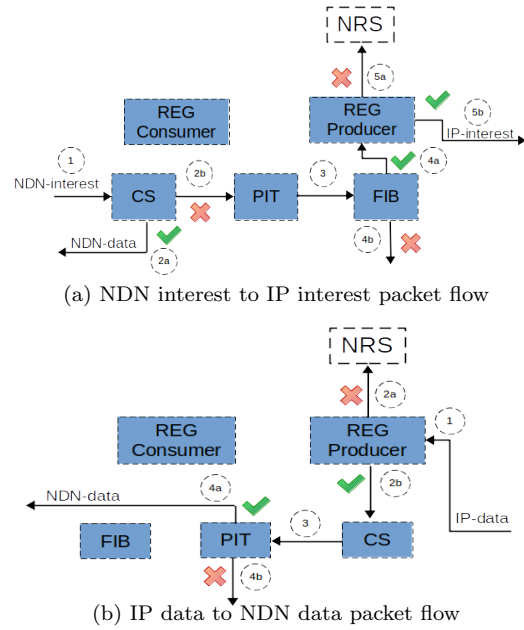 NRS
5a
REG
Consumer
REG
Producer
5b
IP-interest
1
NDN-interest
2b
3
4a
CS
PIT
FIB
NDN-data
2a
4b
(a) NDN interest to IP interest packet flow
NRS
2a
REG
Consumer
REG
Producer
1
4a
2b
NDN-data
3
IP-data
FIB
PIT
CS
4b
(b) IP data to NDN data packet flow